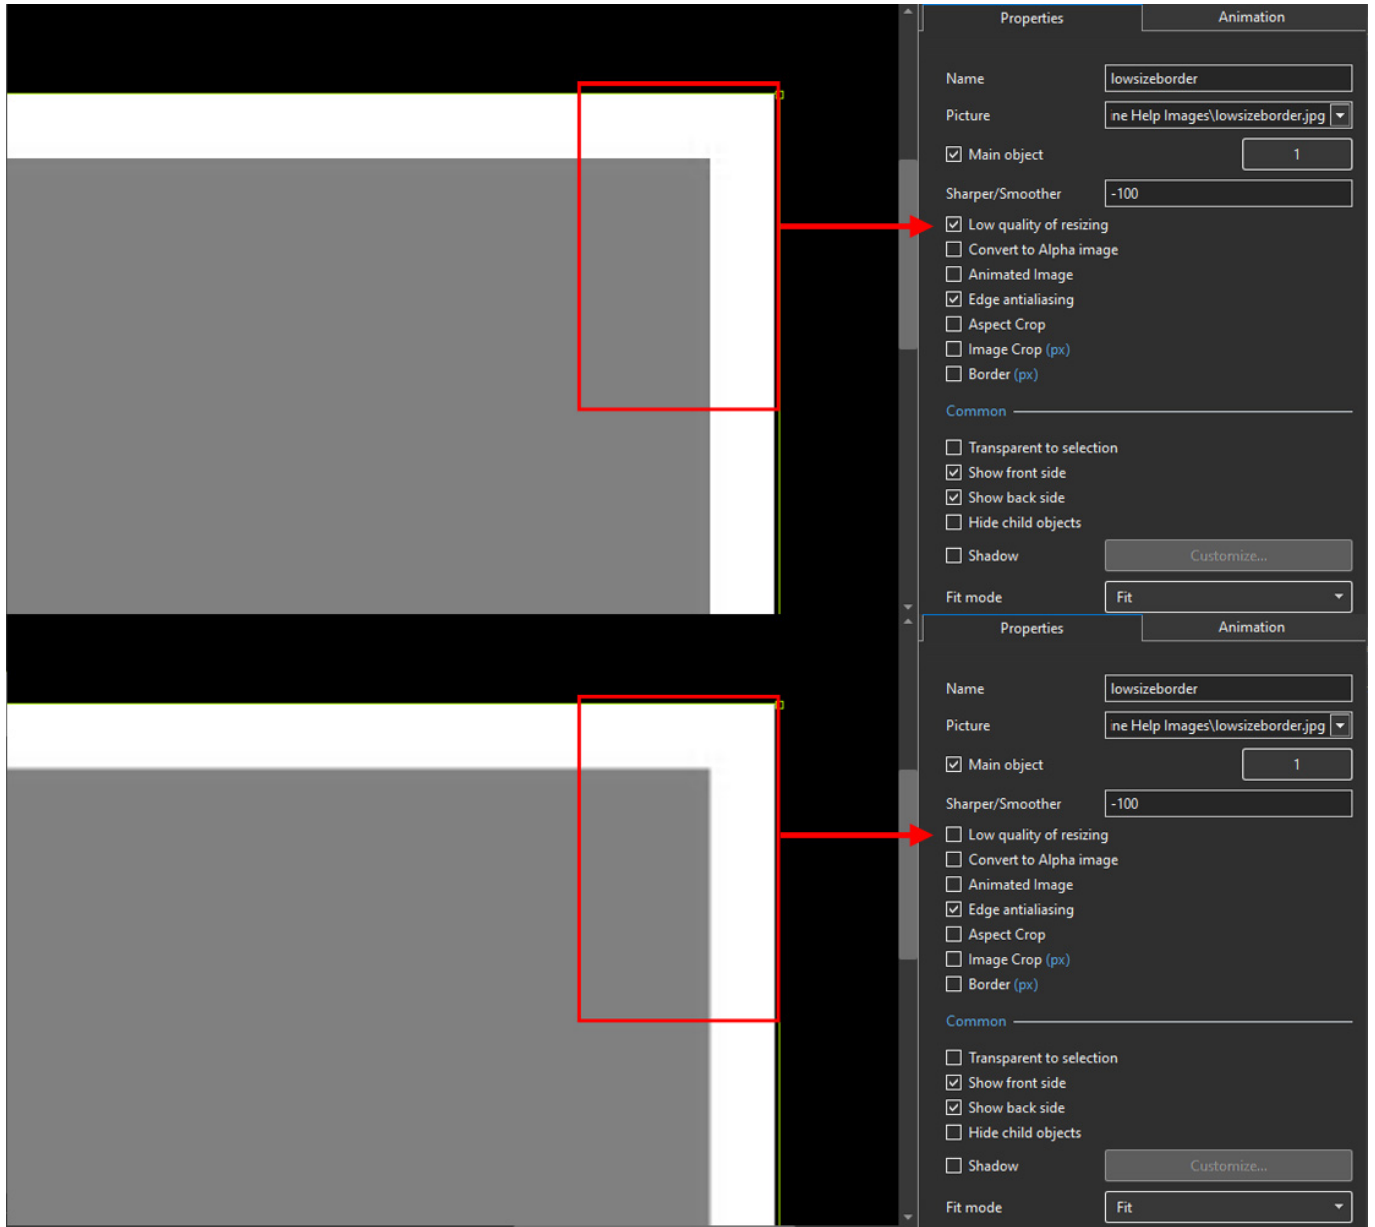 Properties Animation
Name lowsizeborder
Picture ne Help Images\lowsizeborder.jpg
Main object 1
Sharper/Smoother -100
Low quality of resizing
Convert to Alpha image
Animated Image
Edge antialiasing
Aspect Crop
Image Crop (px)
Border (px)
Common
Transparent to selection
Show front side
Show back side
Hide child objects
Shadow Customize...
Fit mode Fit
Properties Animation
Name lowsizeborder
Picture ne Help Images\lowsizeborder.jpg
Main object 1
Sharper/Smoother -100
Low quality of resizing
Convert to Alpha image
Animated Image
Edge antialiasing
Aspect Crop
Image Crop (px)
Border (px)
Common
Transparent to selection
Show front side
Show back side
Hide child objects
Shadow Customize...
Fit mode Fit